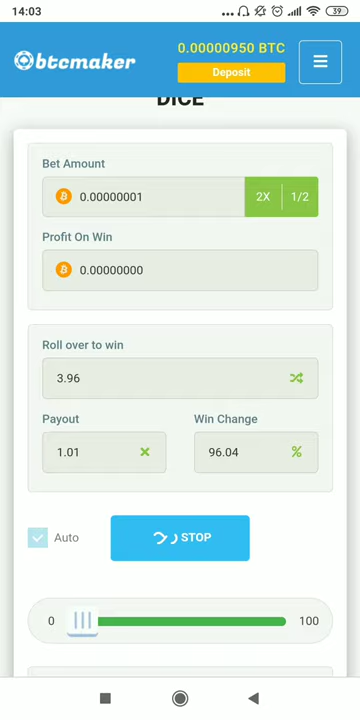 14:03
39
btcmaker
0.00000950 BTC
Deposit
DICE
Bet Amount
0.00000001
2X
1/2
Profit On Win
0.00000000
Roll over to win
3.96
Payout
Win Change
1.01
96.04
%
Auto
STOP
0
100